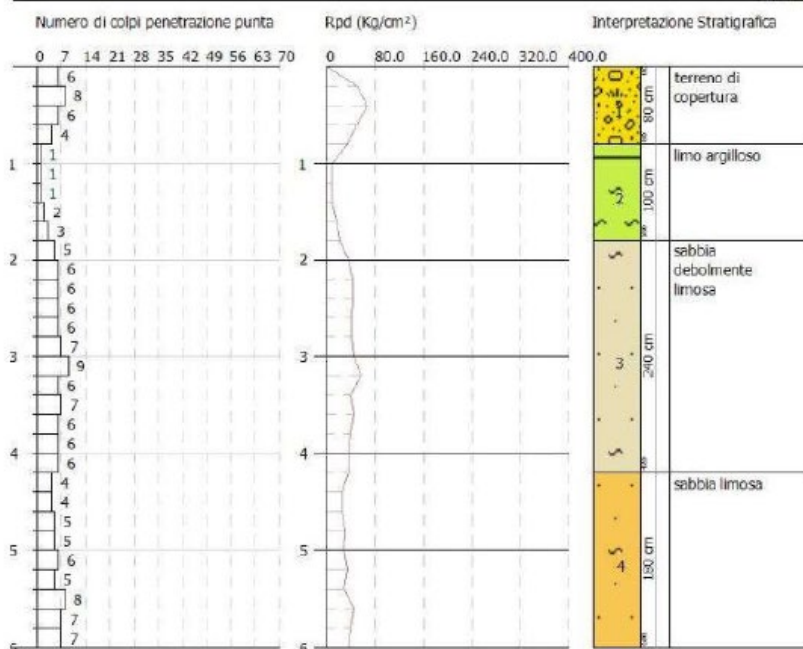 Numero di colpi penetrazione punta
Rpd (Kg/cm²)
Interpretazione Stratigrafica
0 7 14 21 28 35 42 49 56 63 70
0 80.0 160.0 240.0 320.0 400.0
6
8
6
4
1
1
1
1
2
3
5
2
6
6
6
6
7
3
9
6
7
6
6
4
6
4
4
5
5
5
6
5
8
7
7
6
1
2
3
4
5
6
1
80 cm
terreno di
copertura
2
100 cm
limo argilloso
3
240 cm
sabbia
debolmente
limosa
4
180 cm
sabbia limosa